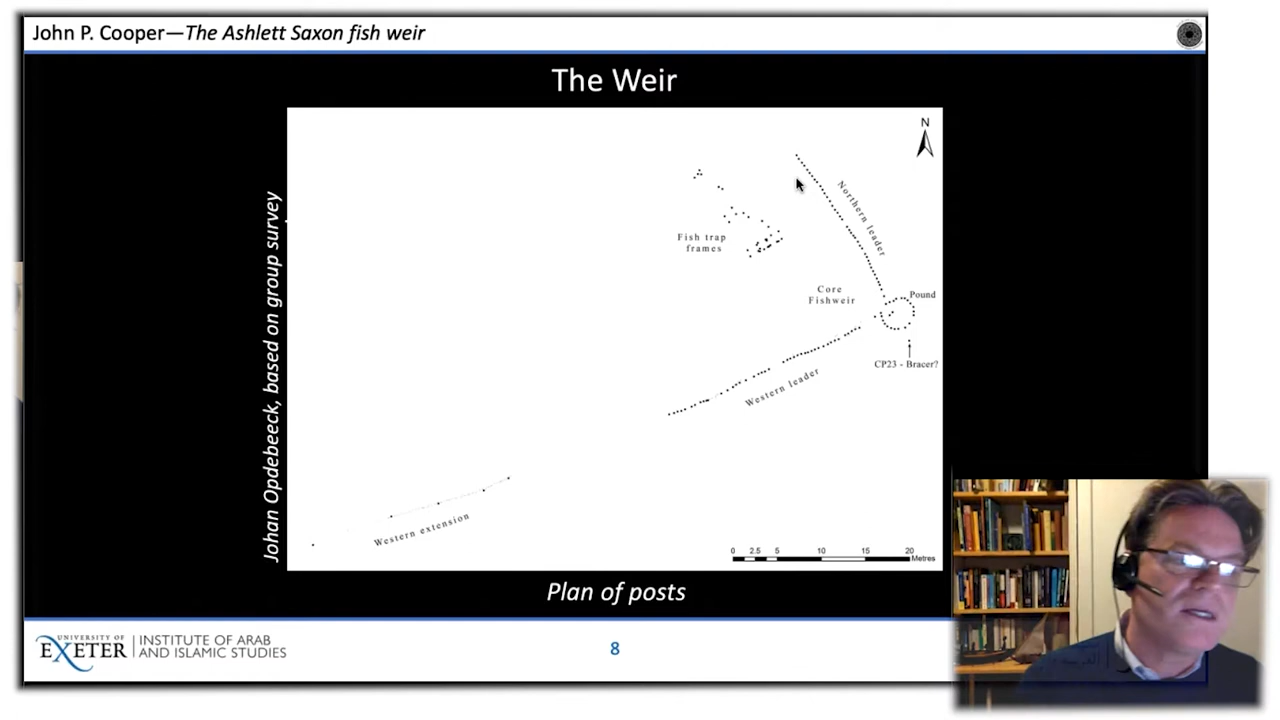 John P. Cooper—The Ashlett Saxon fish weir
The Weir
Johan Opdebeeck, based on group survey
N
Northern leader
Fish trap
frames
Core
Fishweir
Pound
CP23 - Bracer?
Western leader
Western extension
0 2.5 5 10 15 20
Metres
Plan of posts
UNIVERSITY OF
EXETER
INSTITUTE OF ARAB
AND ISLAMIC STUDIES
8